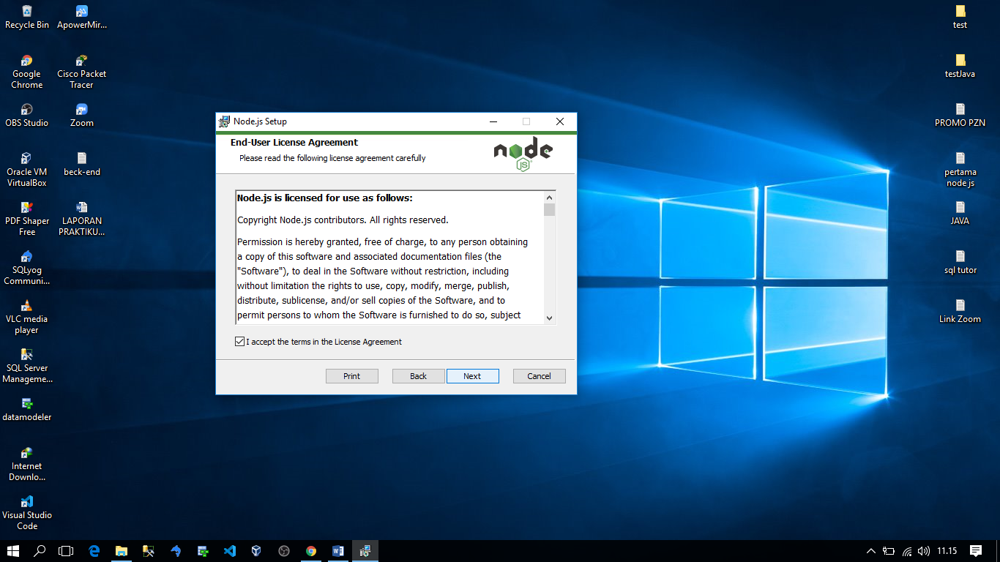 Recycle Bin
ApowerMir...
Google
Chrome
Cisco Packet
Tracer
OBS Studio
Zoom
Oracle VM
VirtualBox
beck-end
PDF Shaper
Free
LAPORAN
PRAKTIKU...
SQLyog
Communi...
VLC media
player
SQL Server
Manageme...
datamodeler
Internet
Downlo...
Visual Studio
Code
Node.js Setup
End-User License Agreement
Please read the following license agreement carefully
node
JS
Node.js is licensed for use as follows:
Copyright Node.js contributors. All rights reserved.
Permission is hereby granted, free of charge, to any person obtaining
a copy of this software and associated documentation files (the
"Software"), to deal in the Software without restriction, including
without limitation the rights to use, copy, modify, merge, publish,
distribute, sublicense, and/or sell copies of the Software, and to
permit persons to whom the Software is furnished to do so, subject
I accept the terms in the License Agreement
Print
Back
Next
Cancel
test
testJava
PROMO PZN
pertama
node js
JAVA
sql tutor
Link Zoom
11.15